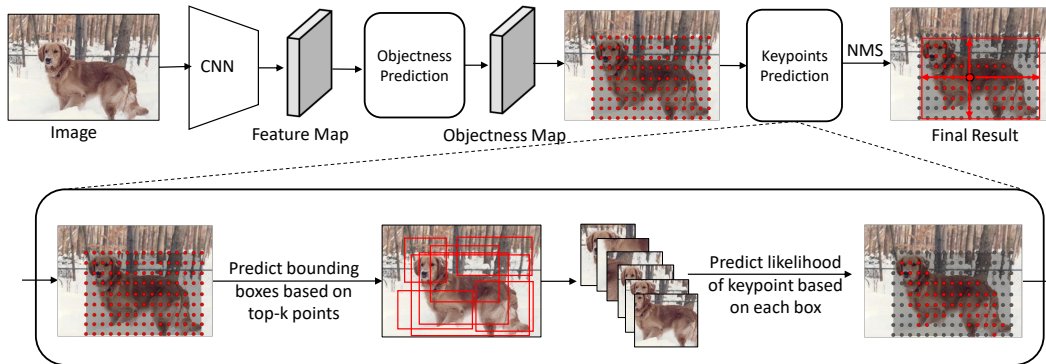 Image
CNN
Feature Map
Objectness
Prediction
Objectness Map
Keypoints
Prediction
NMS
Final Result
Predict bounding
boxes based on
top-k points
Predict likelihood
of keypoint based
on each box